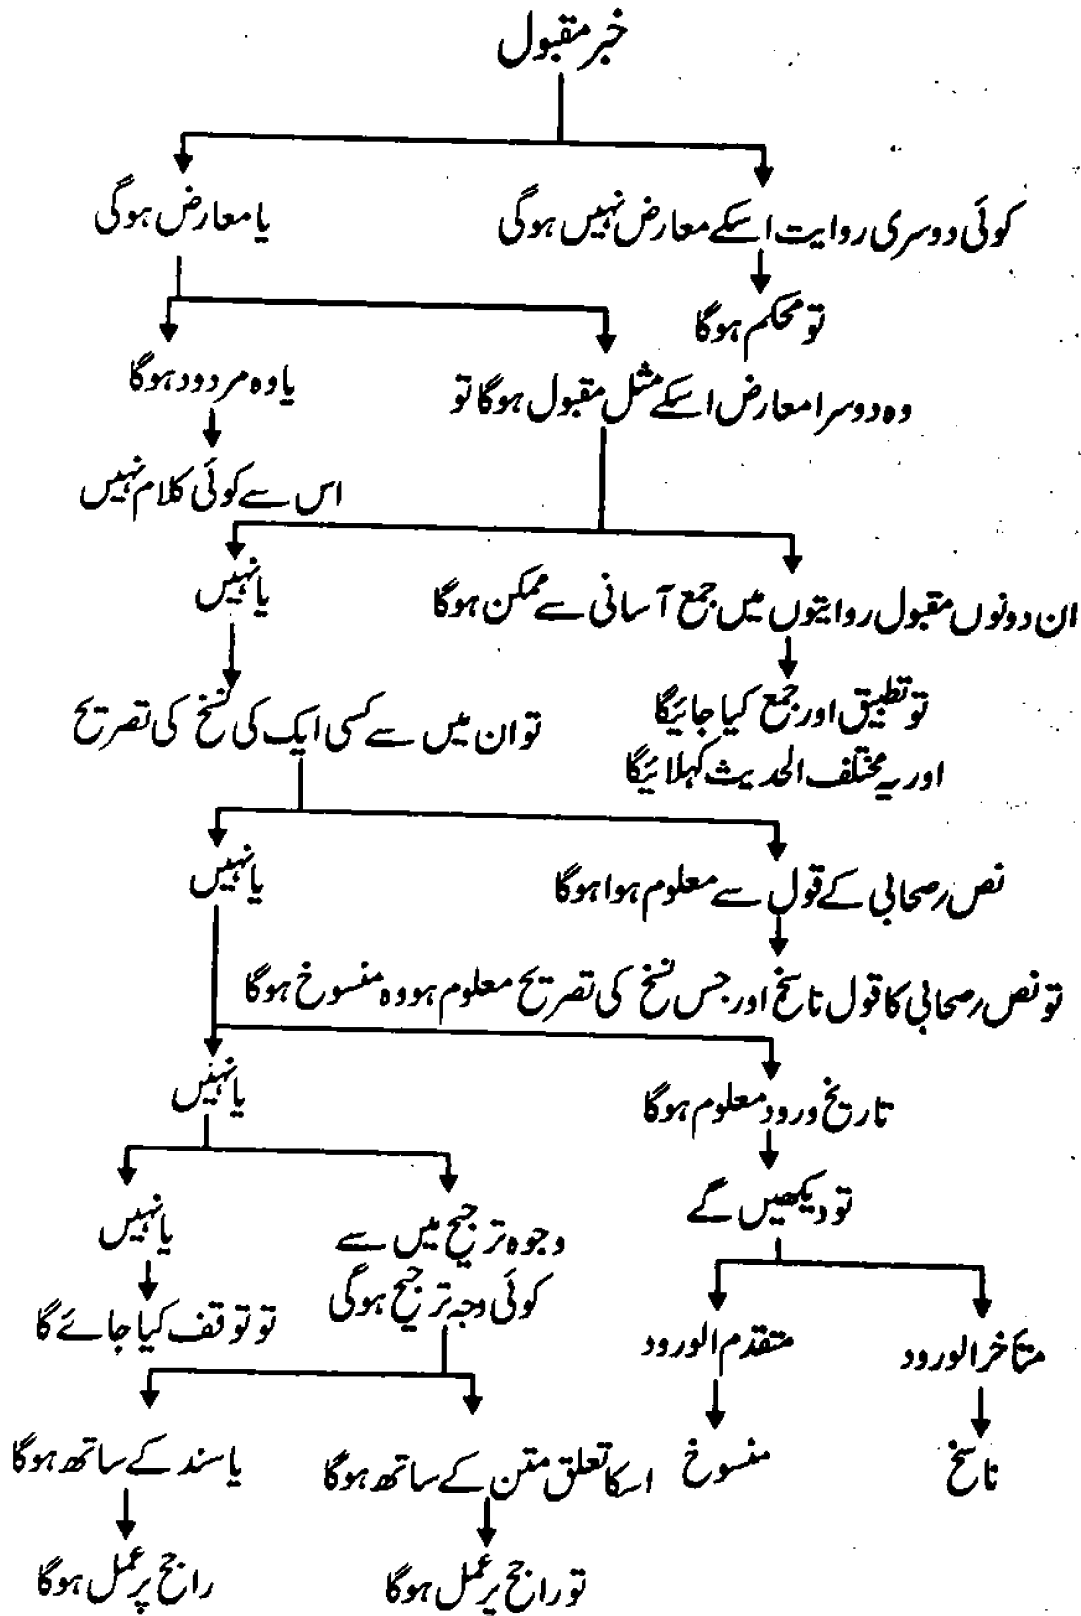 خبر مقبول
کوئی دوسری روایت اسکے معارض نہیں ہوگی
یا معارض ہوگی
تو محکم ہوگا
وہ دوسرا معارض اسکے مثل مقبول ہوگا تو
یا وہ مردود ہوگا
اس سے کوئی کلام نہیں
ان دونوں مقبول روایتوں میں جمع آسانی سے ممکن ہوگا
یا نہیں
تو تطبیق اور جمع کیا جائیگا
اور یہ مختلف الحدیث کہلائیگا
تو ان میں سے کسی ایک کی نسخ کی تصریح
نص رصحابی کے قول سے معلوم ہوا ہوگا
یا نہیں
تو نص رصحابی کا قول ناسخ اور جس نسخ کی تصریح معلوم ہو وہ منسوخ ہوگا
تاریخ ورود معلوم ہوگا
یا نہیں
تو دیکھیں گے
وجوہ ترجیح میں سے
کوئی وجہ ترجیح ہوگی
یا نہیں
تو توقف کیا جائے گا
متأخر الورود
متقدم الورود
ناسخ
منسوخ
اسکا تعلق متن کے ساتھ ہوگا
یا سند کے ساتھ ہوگا
تو راجح پر عمل ہوگا
راجح پر عمل ہوگا